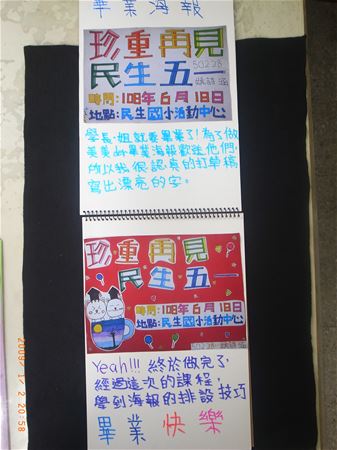 畢業海報
珍重再見
民生五一
50228
時間:108年6月18日
地點:民生國小活動中心
學長、姐就要畢業了!為了做
美美的畢業海報歡送他們,
所以我很認真的打草稿,
寫出漂亮的字。
珍重再見
民生五一
時間:108年6月18日
地點:民生國小活動中心
50228
Yeah!!! 終於做完了,
經過這次的課程,
學到海報的排設技巧
畢業快樂
2009/1/2 20:58